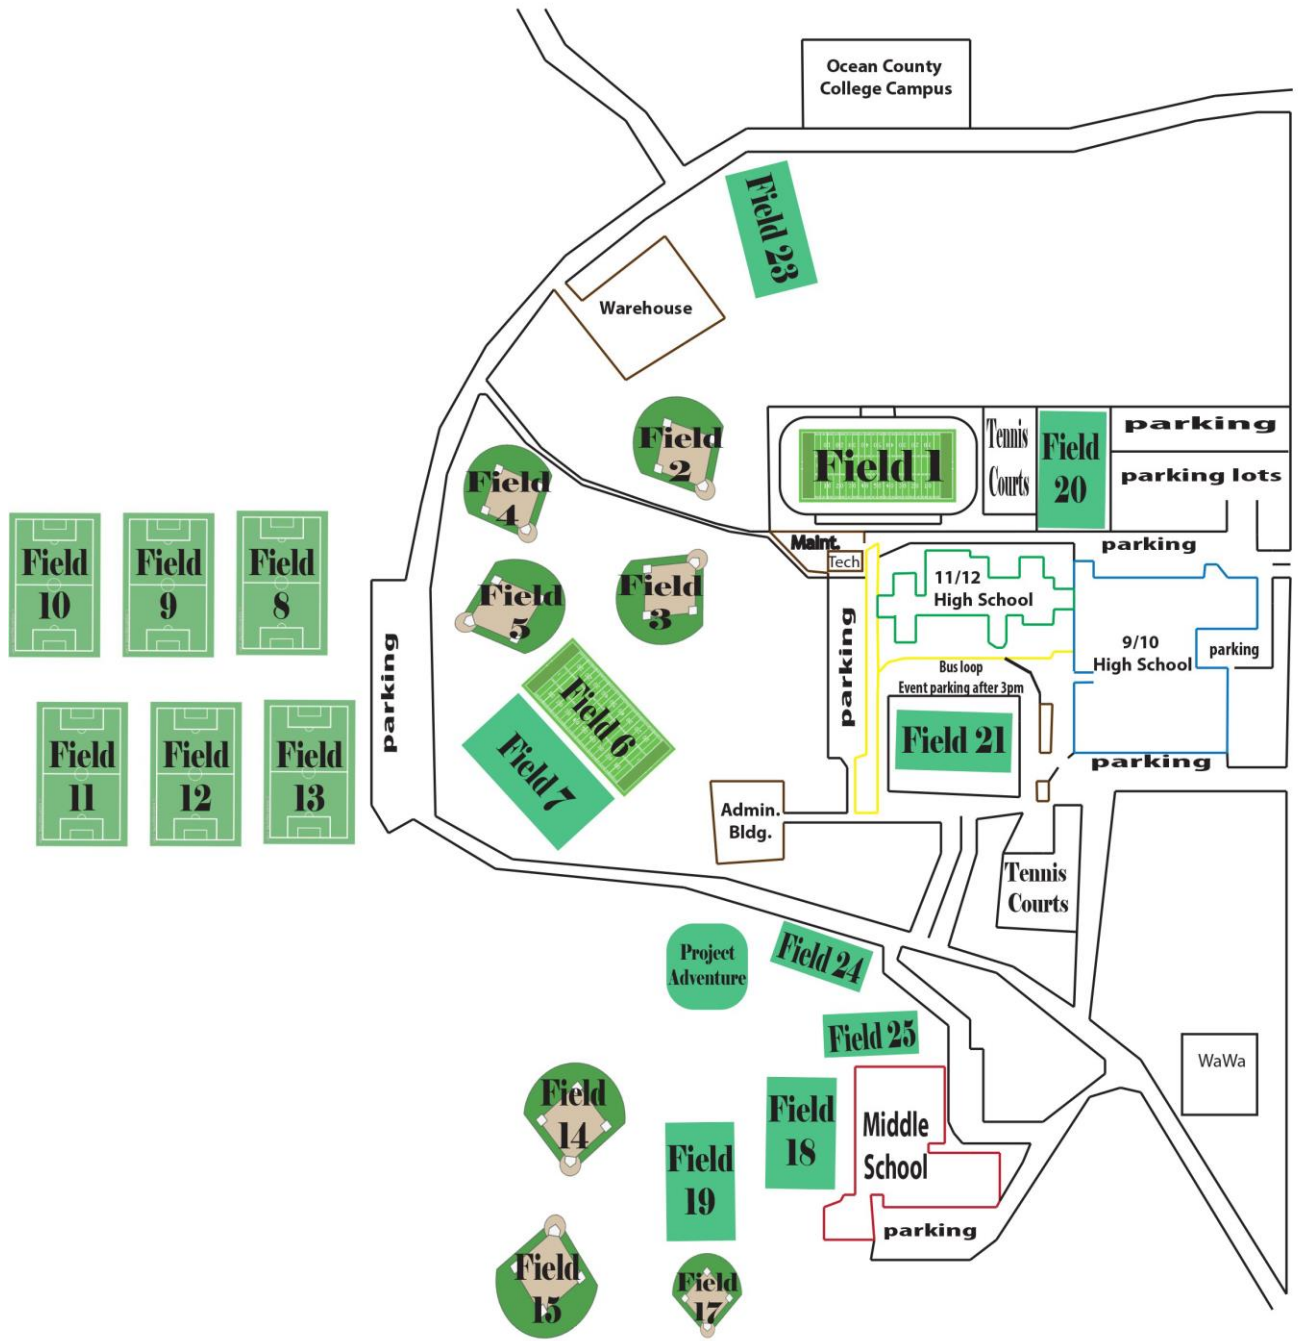 Ocean County
College Campus
Field 23
Warehouse
Field
2
Field 1
Tennis
Courts
Field
20
parking
parking lots
Field
4
Field
10
Field
9
Field
8
Maint.
Tech
parking
11/12
High School
Field
5
Field
3
9/10
High School
parking
parking
parking
Bus loop
Event parking after 3pm
Field 6
Field 7
Field 21
parking
Field
11
Field
12
Field
13
Admin.
Bldg.
Tennis
Courts
Project
Adventure
Field 24
Field 25
WaWa
Field
14
Field
18
Middle
School
Field
19
parking
Field
15
Field
17